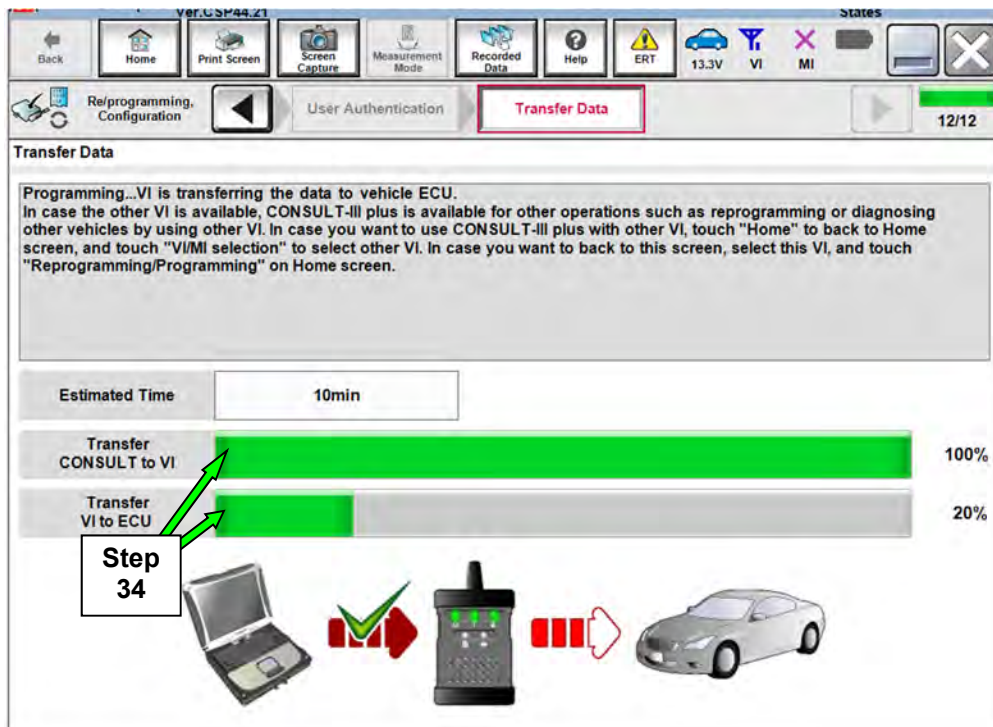 Ver.CSP44.21
States
Back
Home
Print Screen
Screen
Capture
Measurement
Mode
Recorded
Data
Help
ERT
13.3V
VI
MI
Re/programming,
Configuration
User Authentication
Transfer Data
12/12
Transfer Data
Programming...VI is transferring the data to vehicle ECU.
In case the other VI is available, CONSULT-III plus is available for other operations such as reprogramming or diagnosing
other vehicles by using other VI. In case you want to use CONSULT-III plus with other VI, touch "Home" to back to Home
screen, and touch "VI/MI selection" to select other VI. In case you want to back to this screen, select this VI, and touch
"Reprogramming/Programming" on Home screen.
Estimated Time
10min
Transfer
CONSULT to VI
100%
Transfer
VI to ECU
20%
Step
34